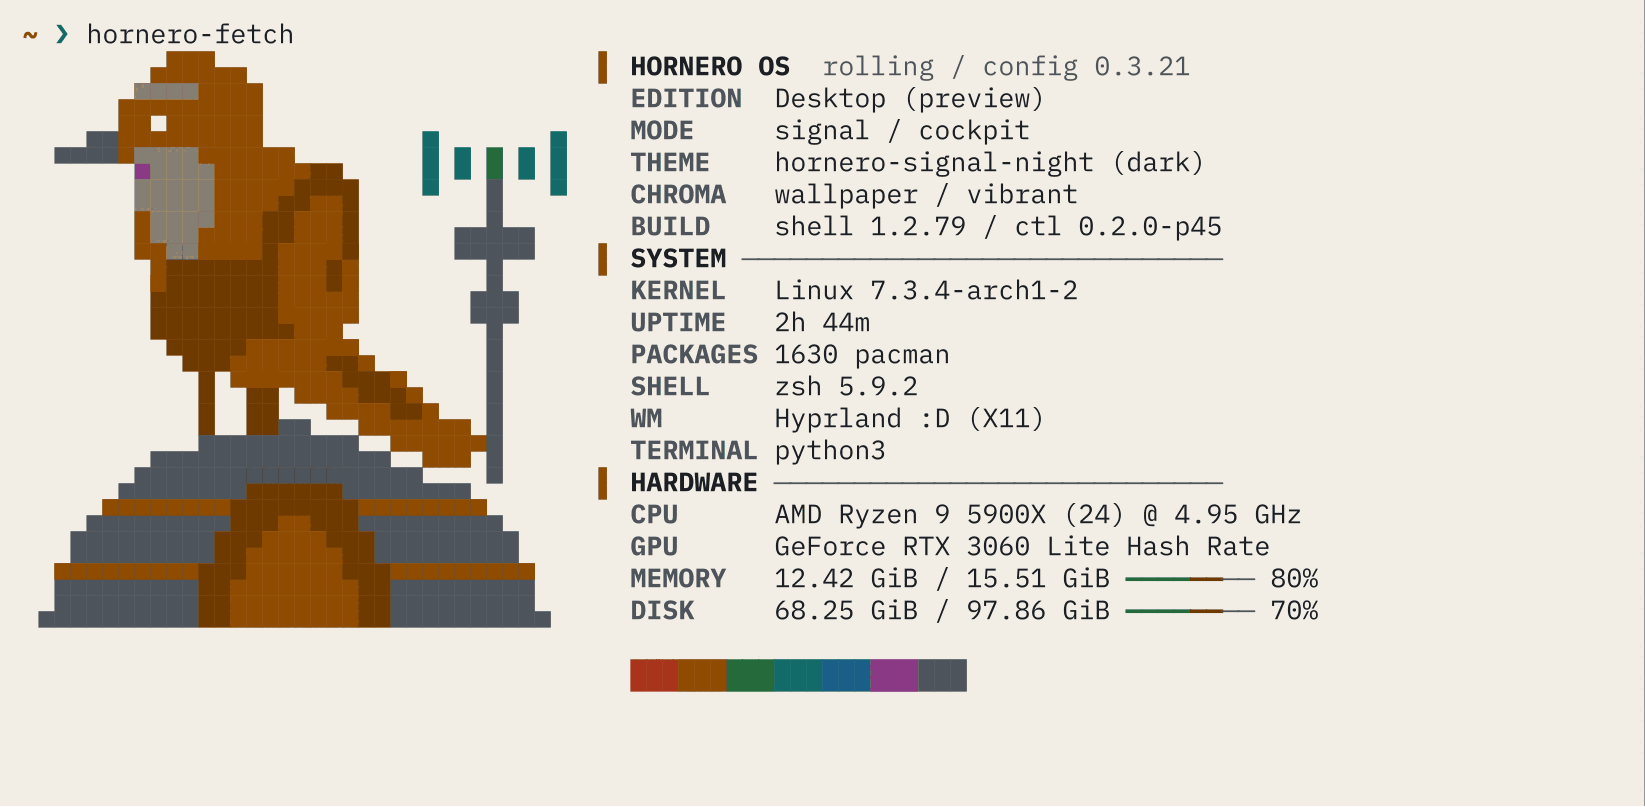 ~ ❯ hornero-fetch
HORNERO OS rolling / config 0.3.21
EDITION Desktop (preview)
MODE signal / cockpit
THEME hornero-signal-night (dark)
CHROMA wallpaper / vibrant
BUILD shell 1.2.79 / ctl 0.2.0-p45
SYSTEM
KERNEL Linux 7.3.4-arch1-2
UPTIME 2h 44m
PACKAGES 1630 pacman
SHELL zsh 5.9.2
WM Hyprland :D (X11)
TERMINAL python3
HARDWARE
CPU AMD Ryzen 9 5900X (24) @ 4.95 GHz
GPU GeForce RTX 3060 Lite Hash Rate
MEMORY 12.42 GiB / 15.51 GiB 80%
DISK 68.25 GiB / 97.86 GiB 70%